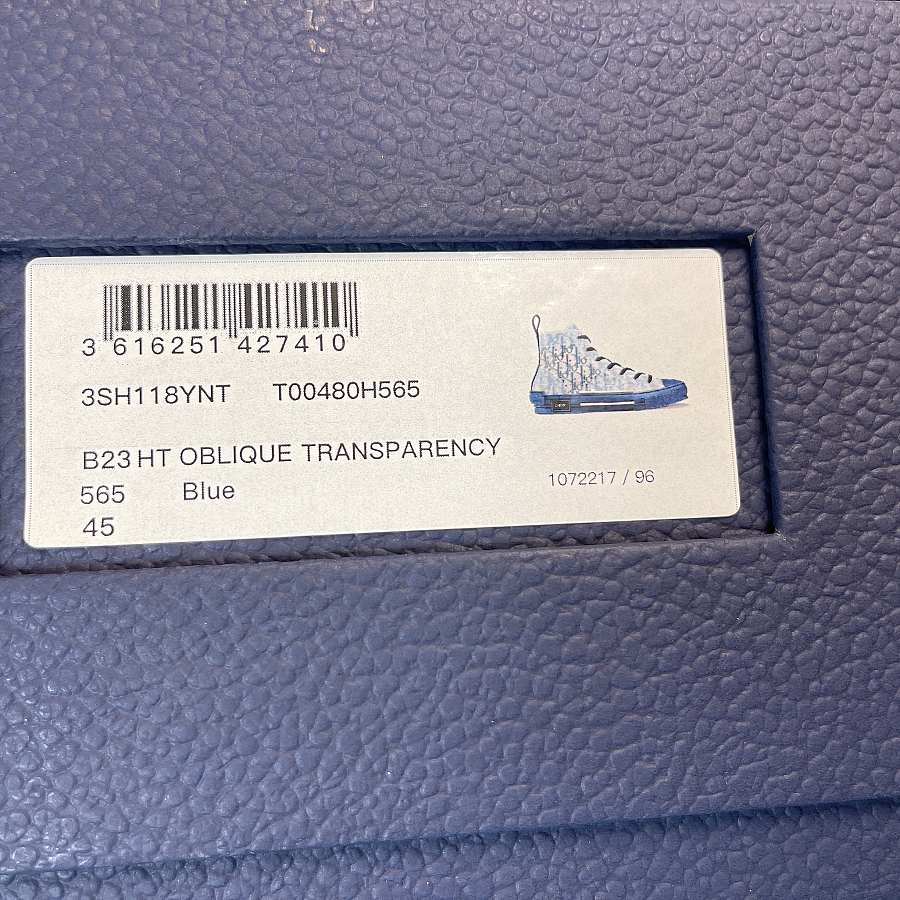 3 616251 427410
3SH118YNT T00480H565
B23 HT OBLIQUE TRANSPARENCY
565 Blue
1072217 / 96
45